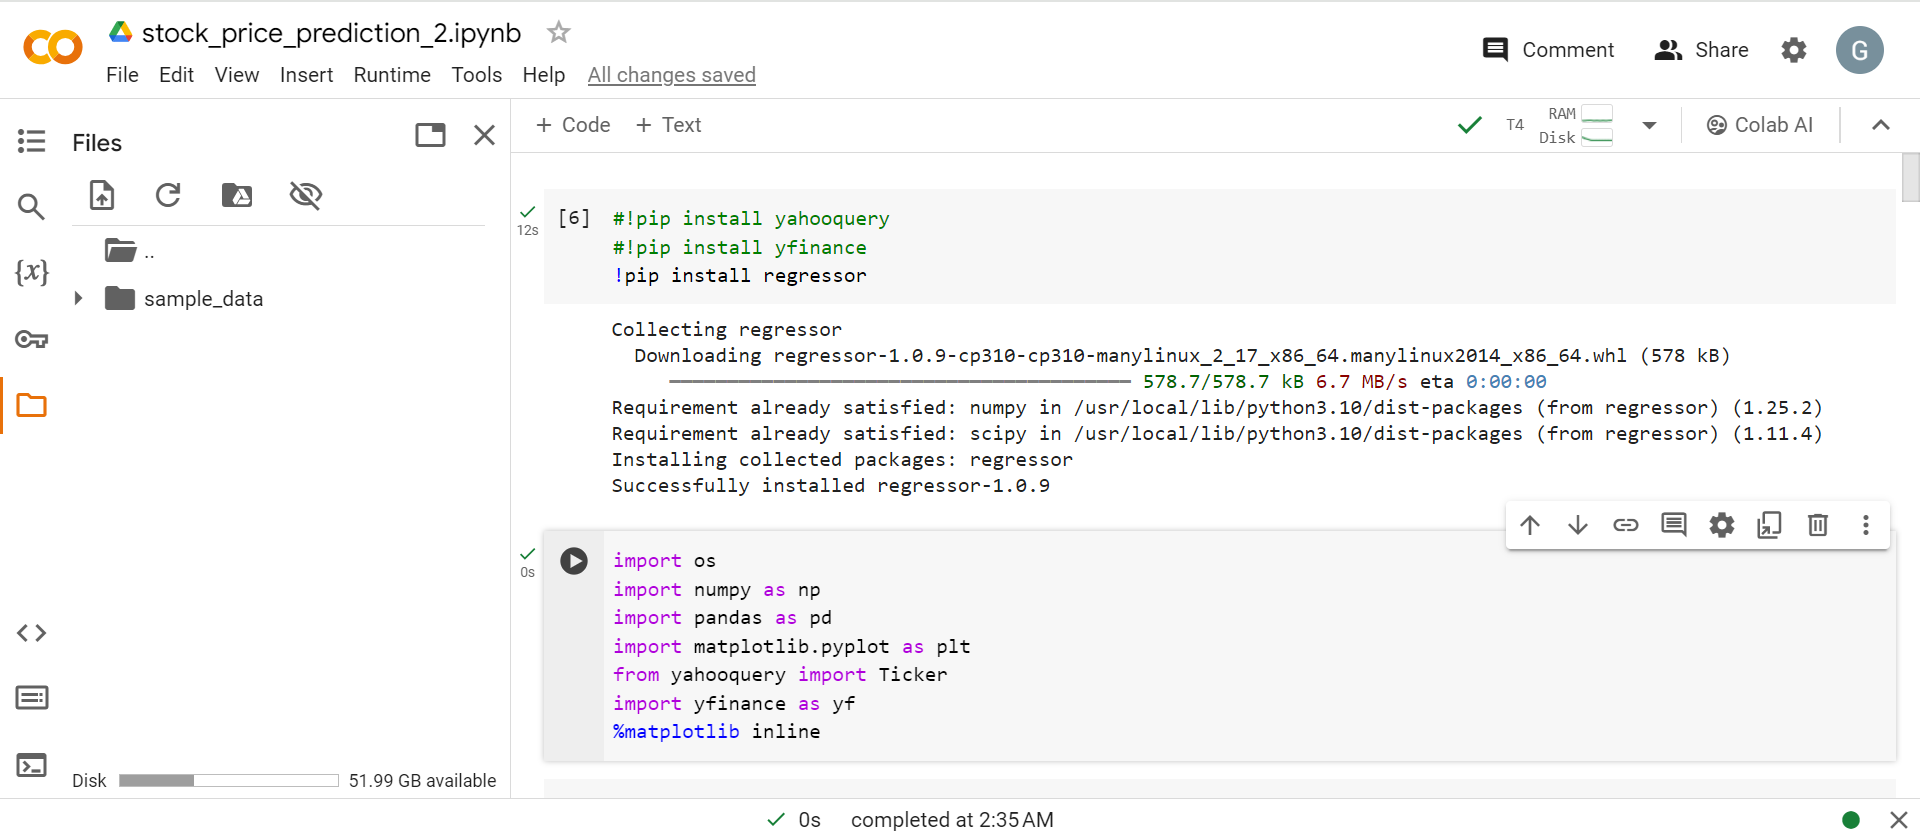 stock_price_prediction_2.ipynb
File Edit View Insert Runtime Tools Help All changes saved
Comment Share G
Files
+ Code + Text
T4 RAM Disk
Colab AI
..
sample_data
{x}
Disk 51.99 GB available
12s
[6] #!pip install yahooquery
#!pip install yfinance
!pip install regressor
Collecting regressor
Downloading regressor-1.0.9-cp310-cp310-manylinux_2_17_x86_64.manylinux2014_x86_64.whl (578 kB)
578.7/578.7 kB 6.7 MB/s eta 0:00:00
Requirement already satisfied: numpy in /usr/local/lib/python3.10/dist-packages (from regressor) (1.25.2)
Requirement already satisfied: scipy in /usr/local/lib/python3.10/dist-packages (from regressor) (1.11.4)
Installing collected packages: regressor
Successfully installed regressor-1.0.9
0s
import os
import numpy as np
import pandas as pd
import matplotlib.pyplot as plt
from yahooquery import Ticker
import yfinance as yf
%matplotlib inline
0s completed at 2:35 AM